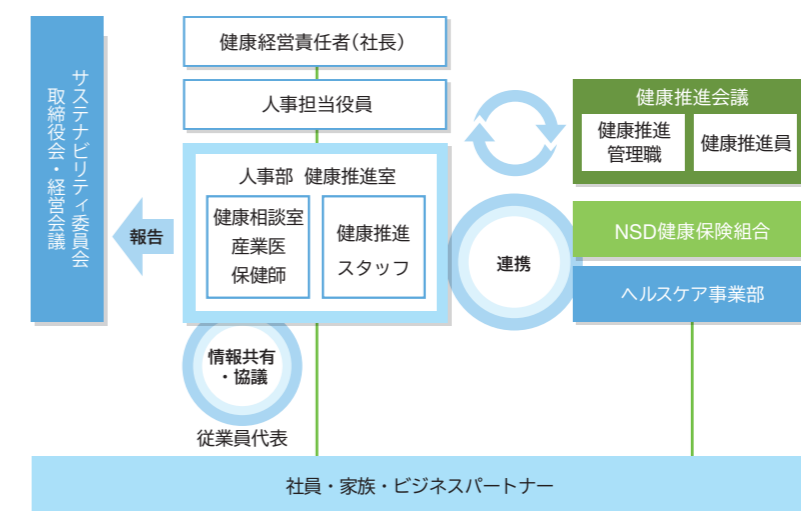 健康経営責任者(社長)
人事担当役員
サステナビリティ委員会
取締役会・経営会議
報告
人事部 健康推進室
健康相談室
産業医
保健師
健康推進
スタッフ
健康推進会議
健康推進
管理職
健康推進員
連携
NSD健康保険組合
ヘルスケア事業部
情報共有
・協議
従業員代表
社員・家族・ビジネスパートナー